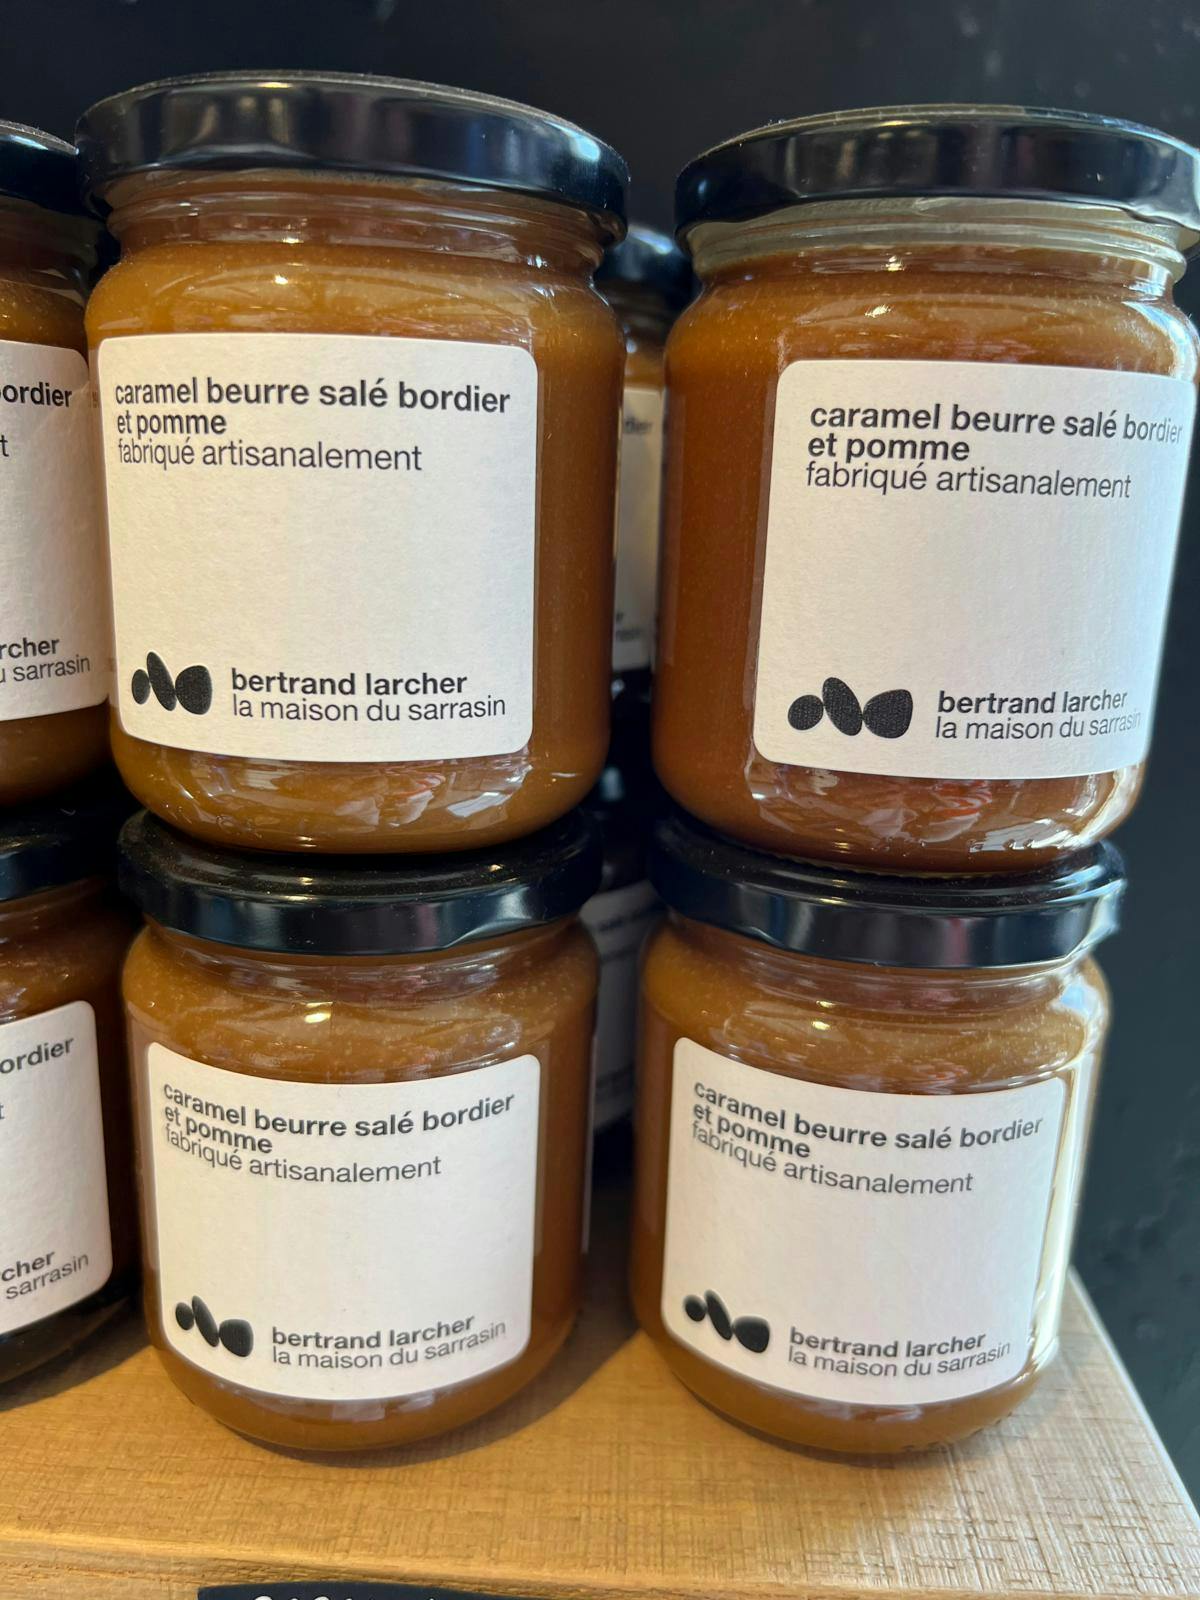 caramel beurre salé bordier
et pomme
fabriqué artisanalement
bertrand larcher
la maison du sarrasin
caramel beurre salé bordier
et pomme
fabriqué artisanalement
bertrand larcher
la maison du sarrasin
caramel beurre salé bordier
et pomme
fabriqué artisanalement
bertrand larcher
la maison du sarrasin
caramel beurre salé bordier
et pomme
fabriqué artisanalement
bertrand larcher
la maison du sarrasin
sarrasin
sarrasin